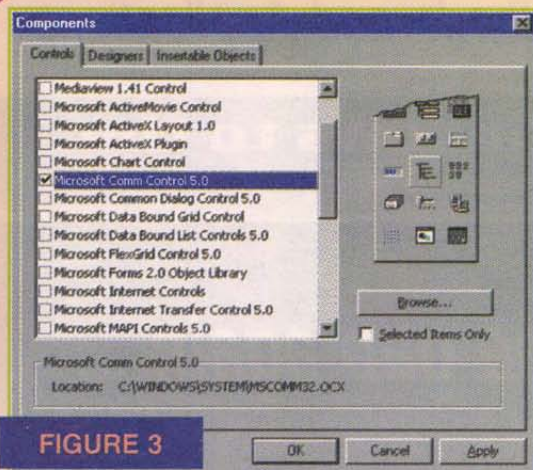 Components
Controls Designers Insertable Objects
Mediaview 1.41 Control
Microsoft ActiveMovie Control
Microsoft ActiveX Layout 1.0
Microsoft ActiveX Plugin
Microsoft Chart Control
Microsoft Comm Control 5.0
Microsoft Common Dialog Control 5.0
Microsoft Data Bound Grid Control
Microsoft Data Bound List Controls 5.0
Microsoft FlexGrid Control 5.0
Microsoft Forms 2.0 Object Library
Microsoft Internet Controls
Microsoft Internet Transfer Control 5.0
Microsoft MAPI Controls 5.0
Browse...
Selected Items Only
Microsoft Comm Control 5.0
Location: C:\WINDOWS\SYSTEM\MSCOMM32.OCX
FIGURE 3
OK Cancel Apply